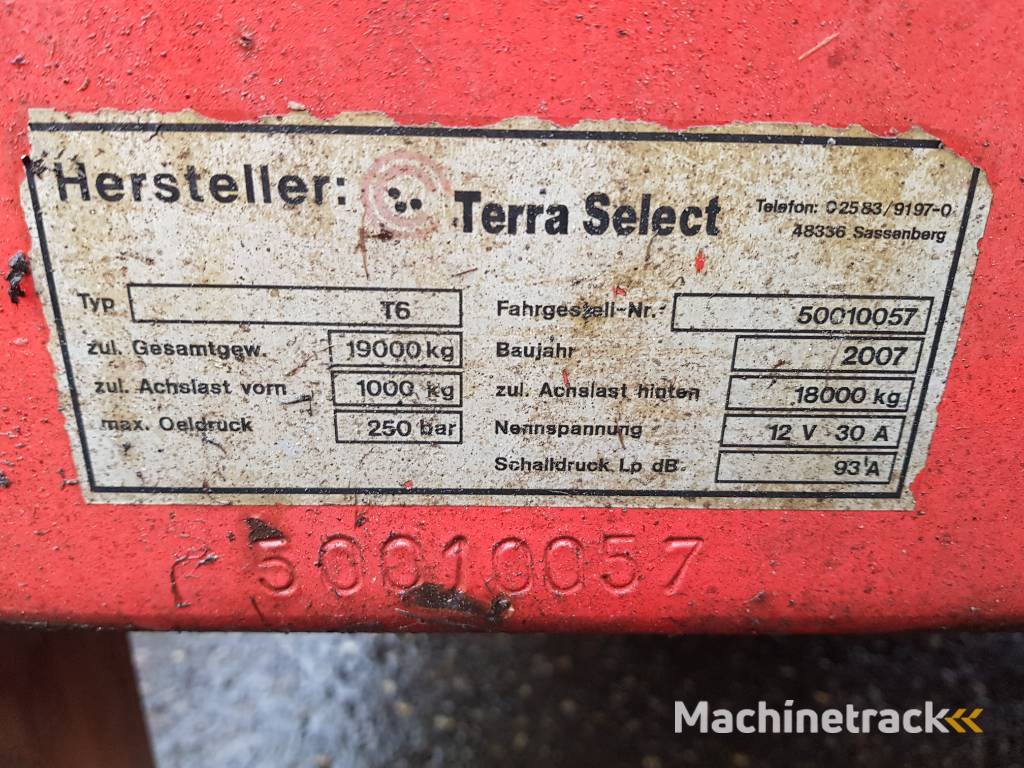 Hersteller: Terra Select
Telefon: 02583/9197-0
48336 Sassenberg
Typ T6
Fahrgestell-Nr.: 50010057
zul. Gesamtgew. 19000 kg
Baujahr 2007
zul. Achslast vorn 1000 kg
zul. Achslast hinten 18000 kg
max. Oeldruck 250 bar
Nennspannung 12 V 30 A
Schalldruck Lp dB 93 A
50010057
Machinetrack